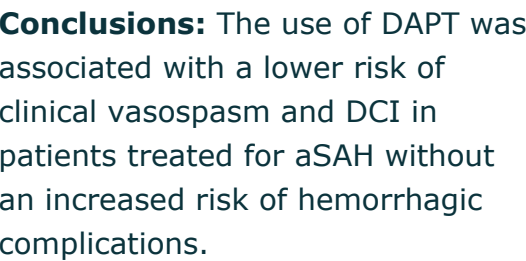 Conclusions: The use of DAPT was
associated with a lower risk of
clinical vasospasm and DCI in
patients treated for aSAH without
an increased risk of hemorrhagic
complications.